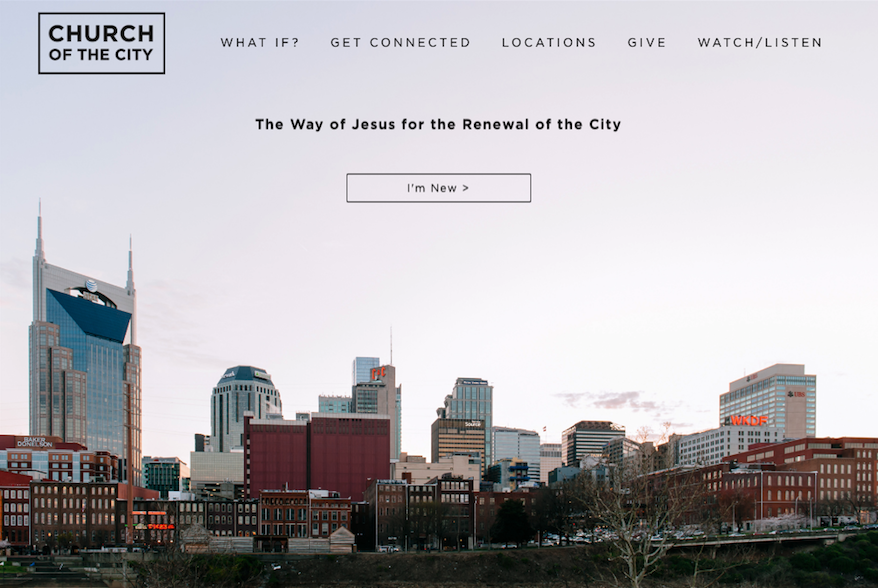 CHURCH
OF THE CITY
WHAT IF? GET CONNECTED LOCATIONS GIVE WATCH/LISTEN
The Way of Jesus for the Renewal of the City
I'm New >
AT&T
BAKER
DONELSON